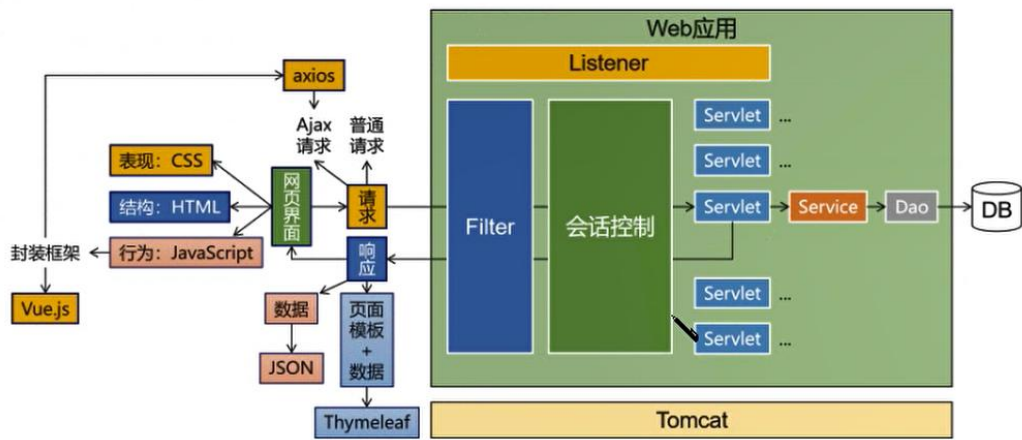 Web应用
Listener
axios
Ajax
请求
普通
请求
Servlet ...
表现：CSS
Servlet ...
结构：HTML
网页界面
请求
Filter
会话控制
Servlet
Service
Dao
DB
封装框架
行为：JavaScript
响应
Vue.js
数据
页面
模板
+
数据
Servlet ...
JSON
Servlet ...
Thymeleaf
Tomcat